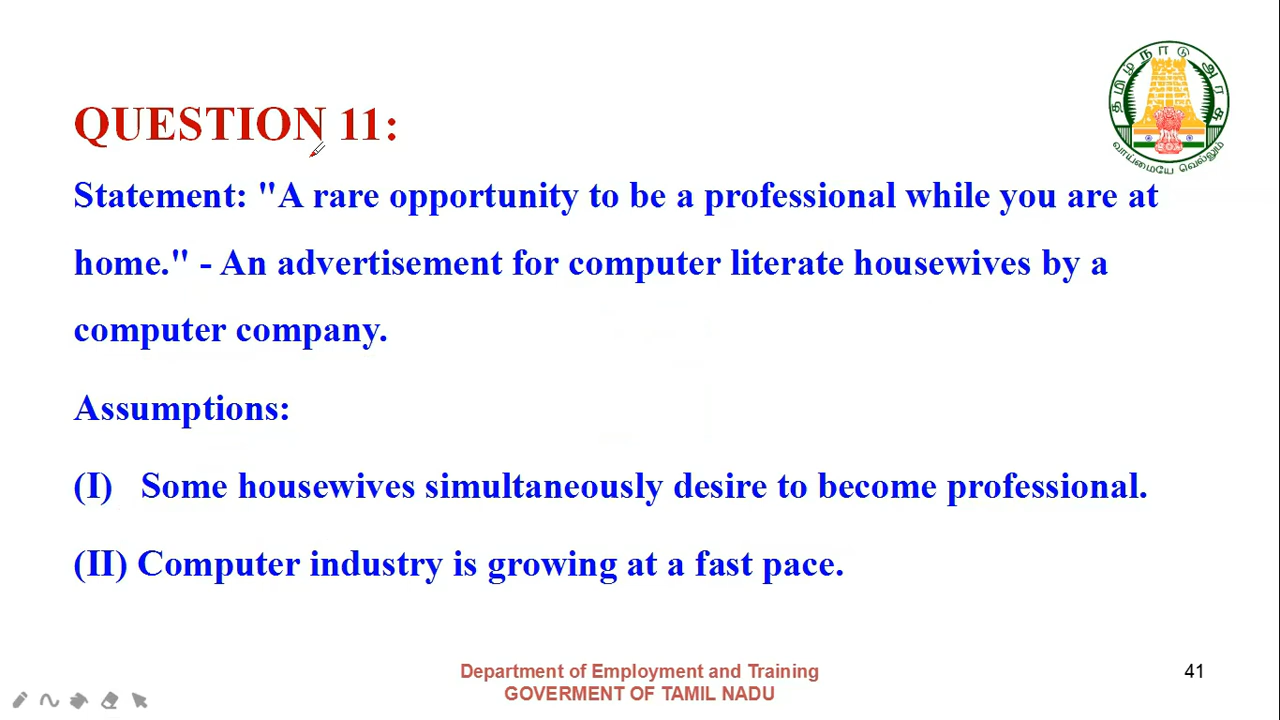 தமிழ்நாடு அரசு
வாய்மையே வெல்லும்
QUESTION 11:
Statement: "A rare opportunity to be a professional while you are at
home." - An advertisement for computer literate housewives by a
computer company.
Assumptions:
(I) Some housewives simultaneously desire to become professional.
(II) Computer industry is growing at a fast pace.
Department of Employment and Training
GOVERMENT OF TAMIL NADU
41